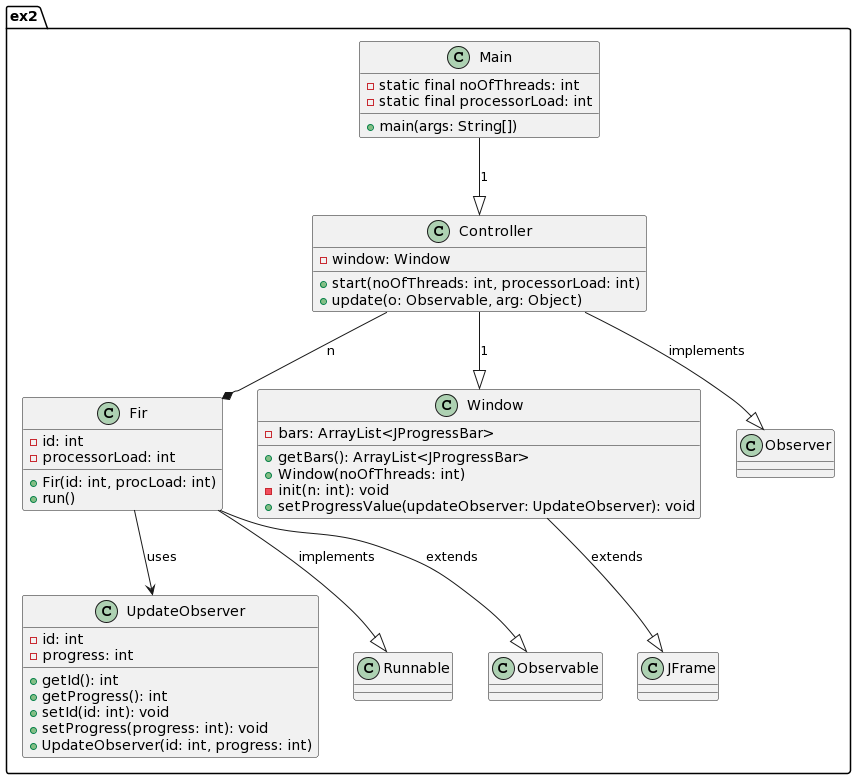 ex2
C Main
static final noOfThreads: int
static final processorLoad: int
main(args: String[])
1
C Controller
window: Window
start(noOfThreads: int, processorLoad: int)
update(o: Observable, arg: Object)
n
1
implements
C Fir
id: int
processorLoad: int
Fir(id: int, procLoad: int)
run()
C Window
bars: ArrayList<JProgressBar>
getBars(): ArrayList<JProgressBar>
Window(noOfThreads: int)
init(n: int): void
setProgressValue(updateObserver: UpdateObserver): void
C Observer
uses
implements
extends
extends
C UpdateObserver
id: int
progress: int
getId(): int
getProgress(): int
setId(id: int): void
setProgress(progress: int): void
UpdateObserver(id: int, progress: int)
C Runnable
C Observable
C JFrame